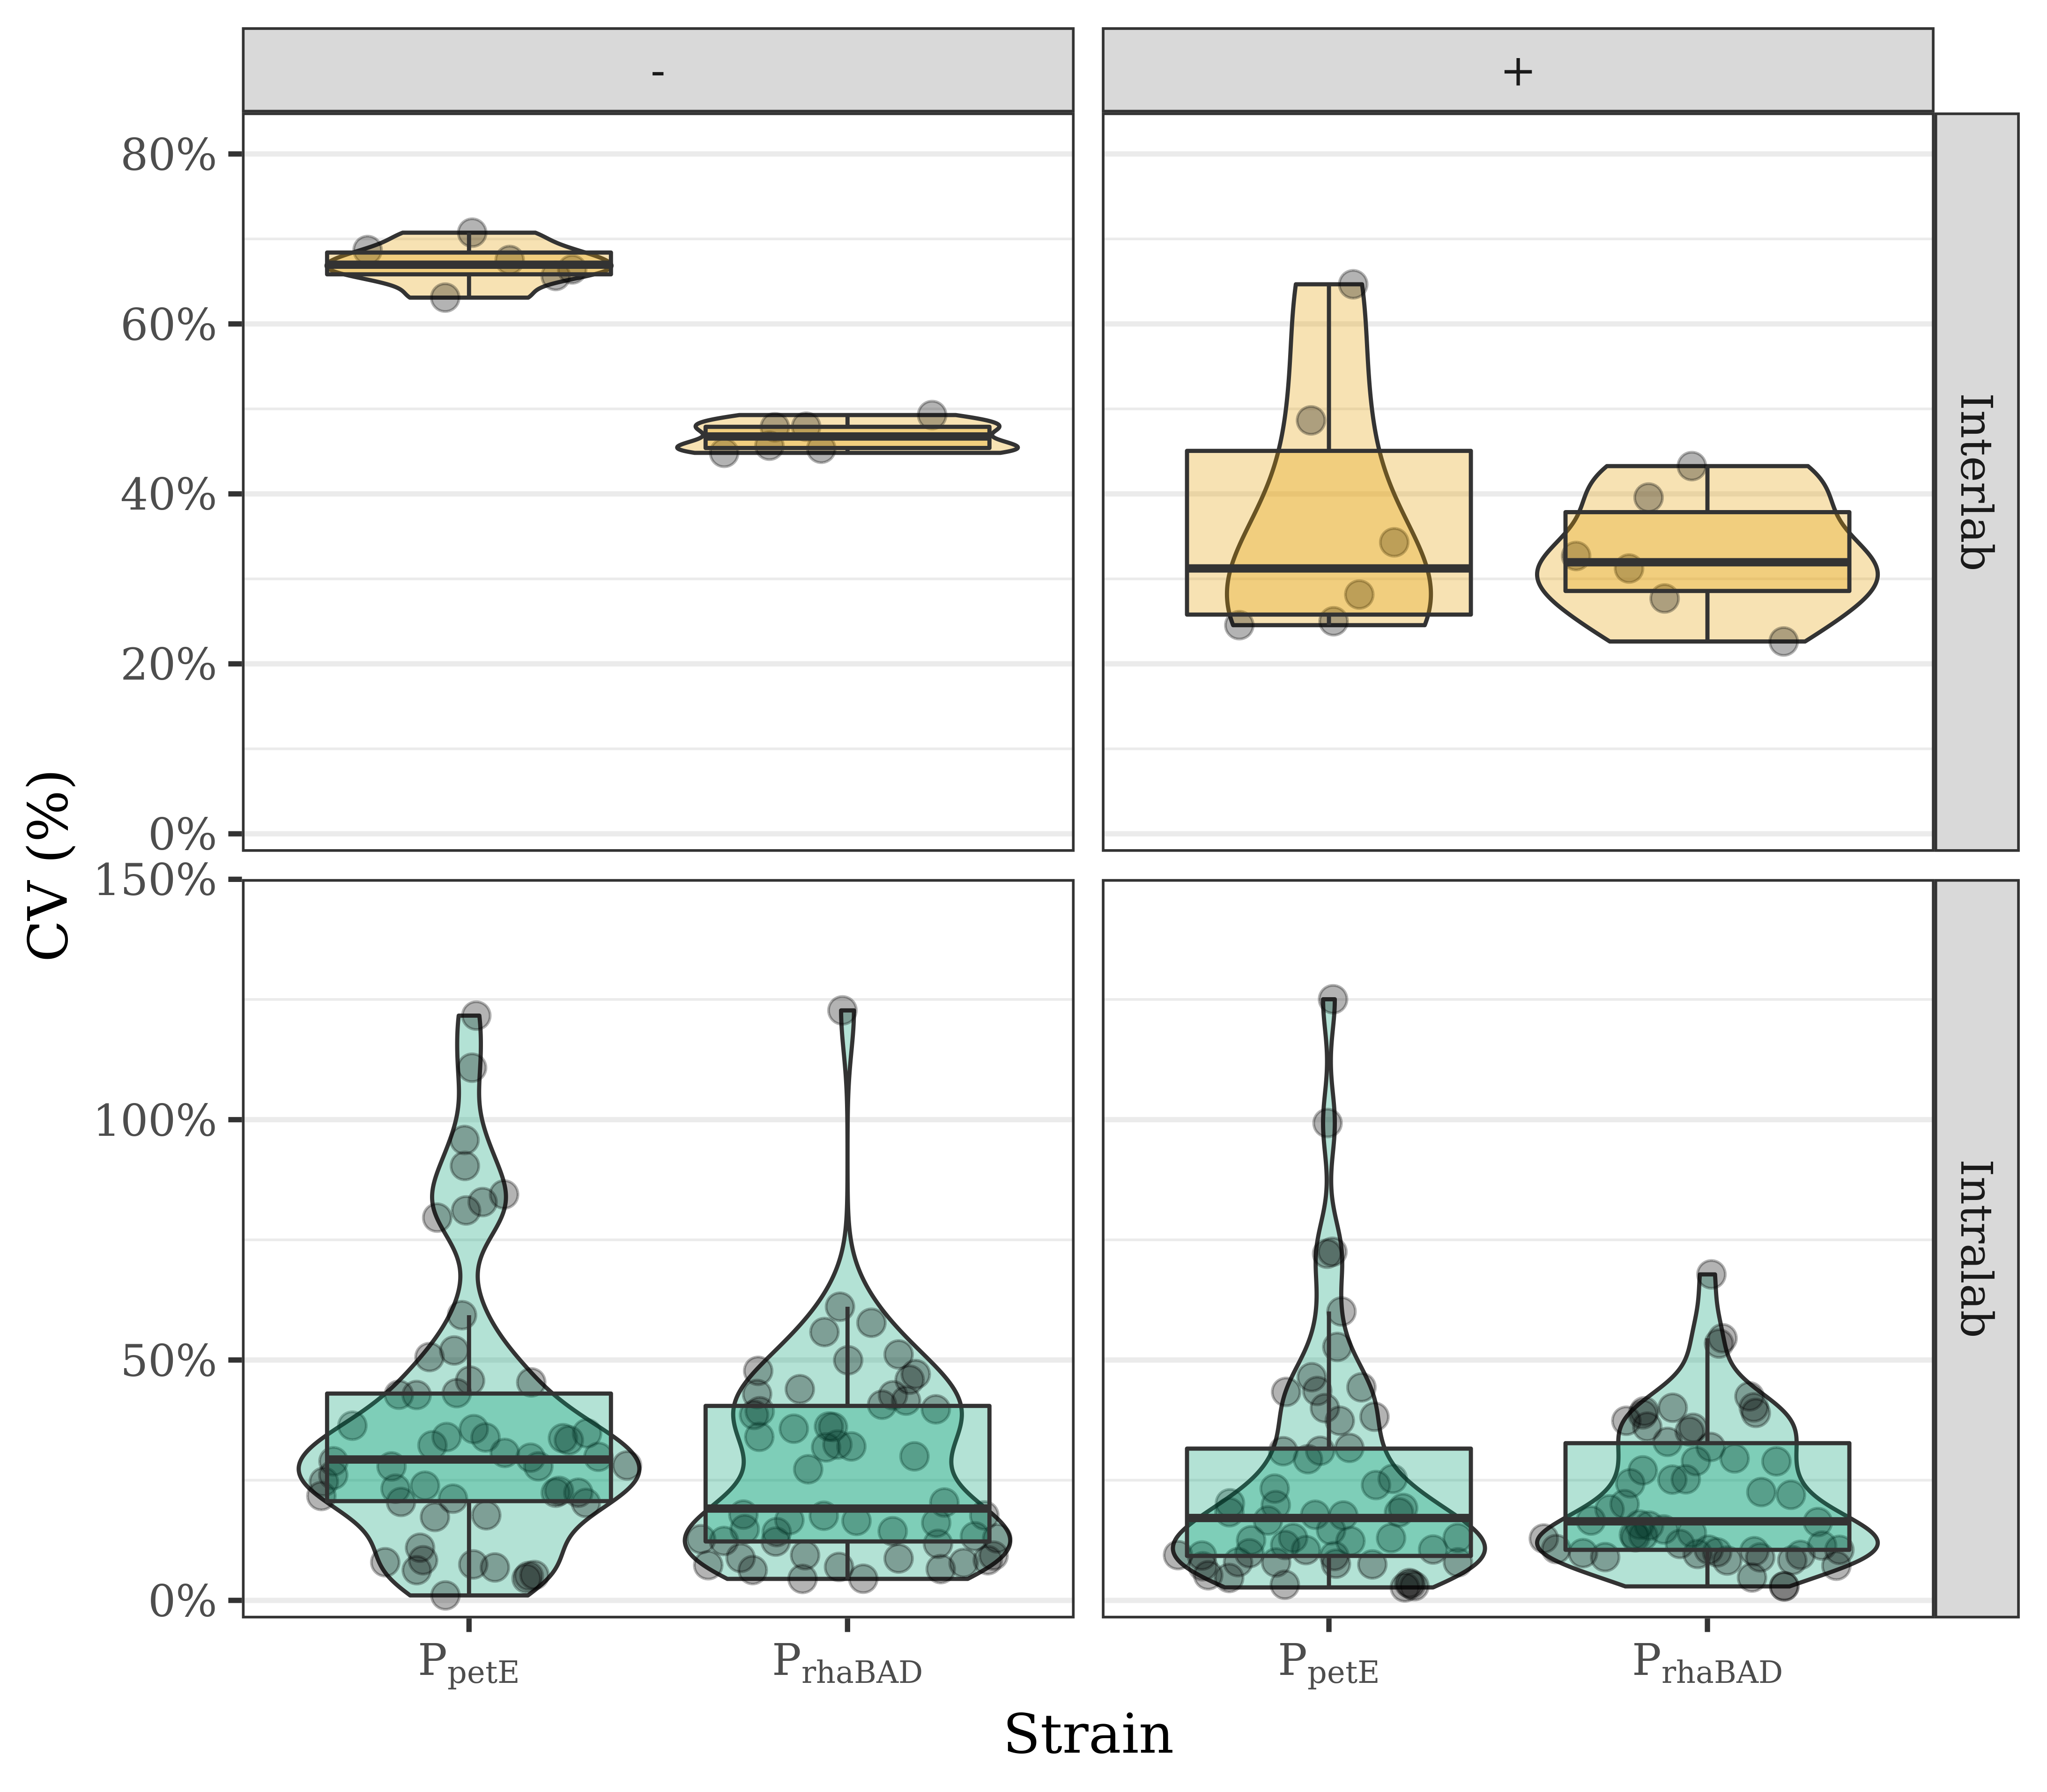 - +
80%
60%
40%
20%
0%
Interlab
CV (%)
150%
100%
50%
0%
Intralab
PpetE PrhaBAD PpetE PrhaBAD
Strain